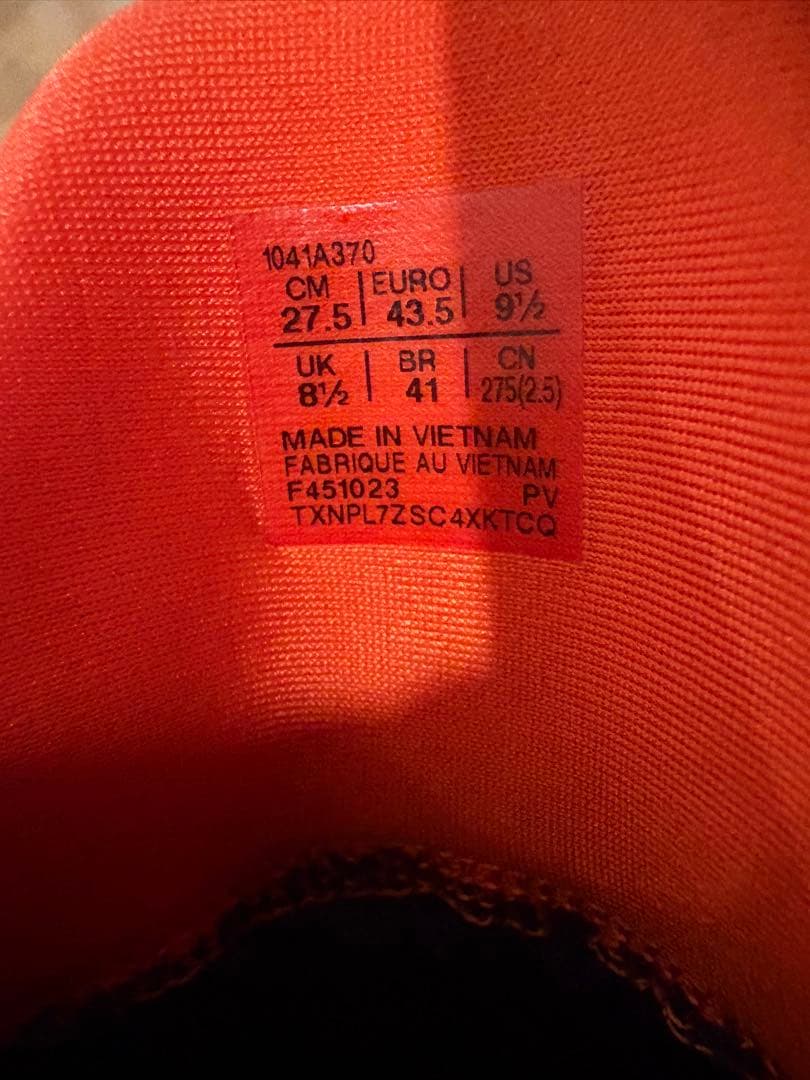 1041A370
CM | EURO | US
27.5 | 43.5 | 9½
UK | BR | CN
8½ | 41 | 275(2.5)
MADE IN VIETNAM
FABRIQUE AU VIETNAM
F451023 PV
TXNPL7ZSC4XKTCQ